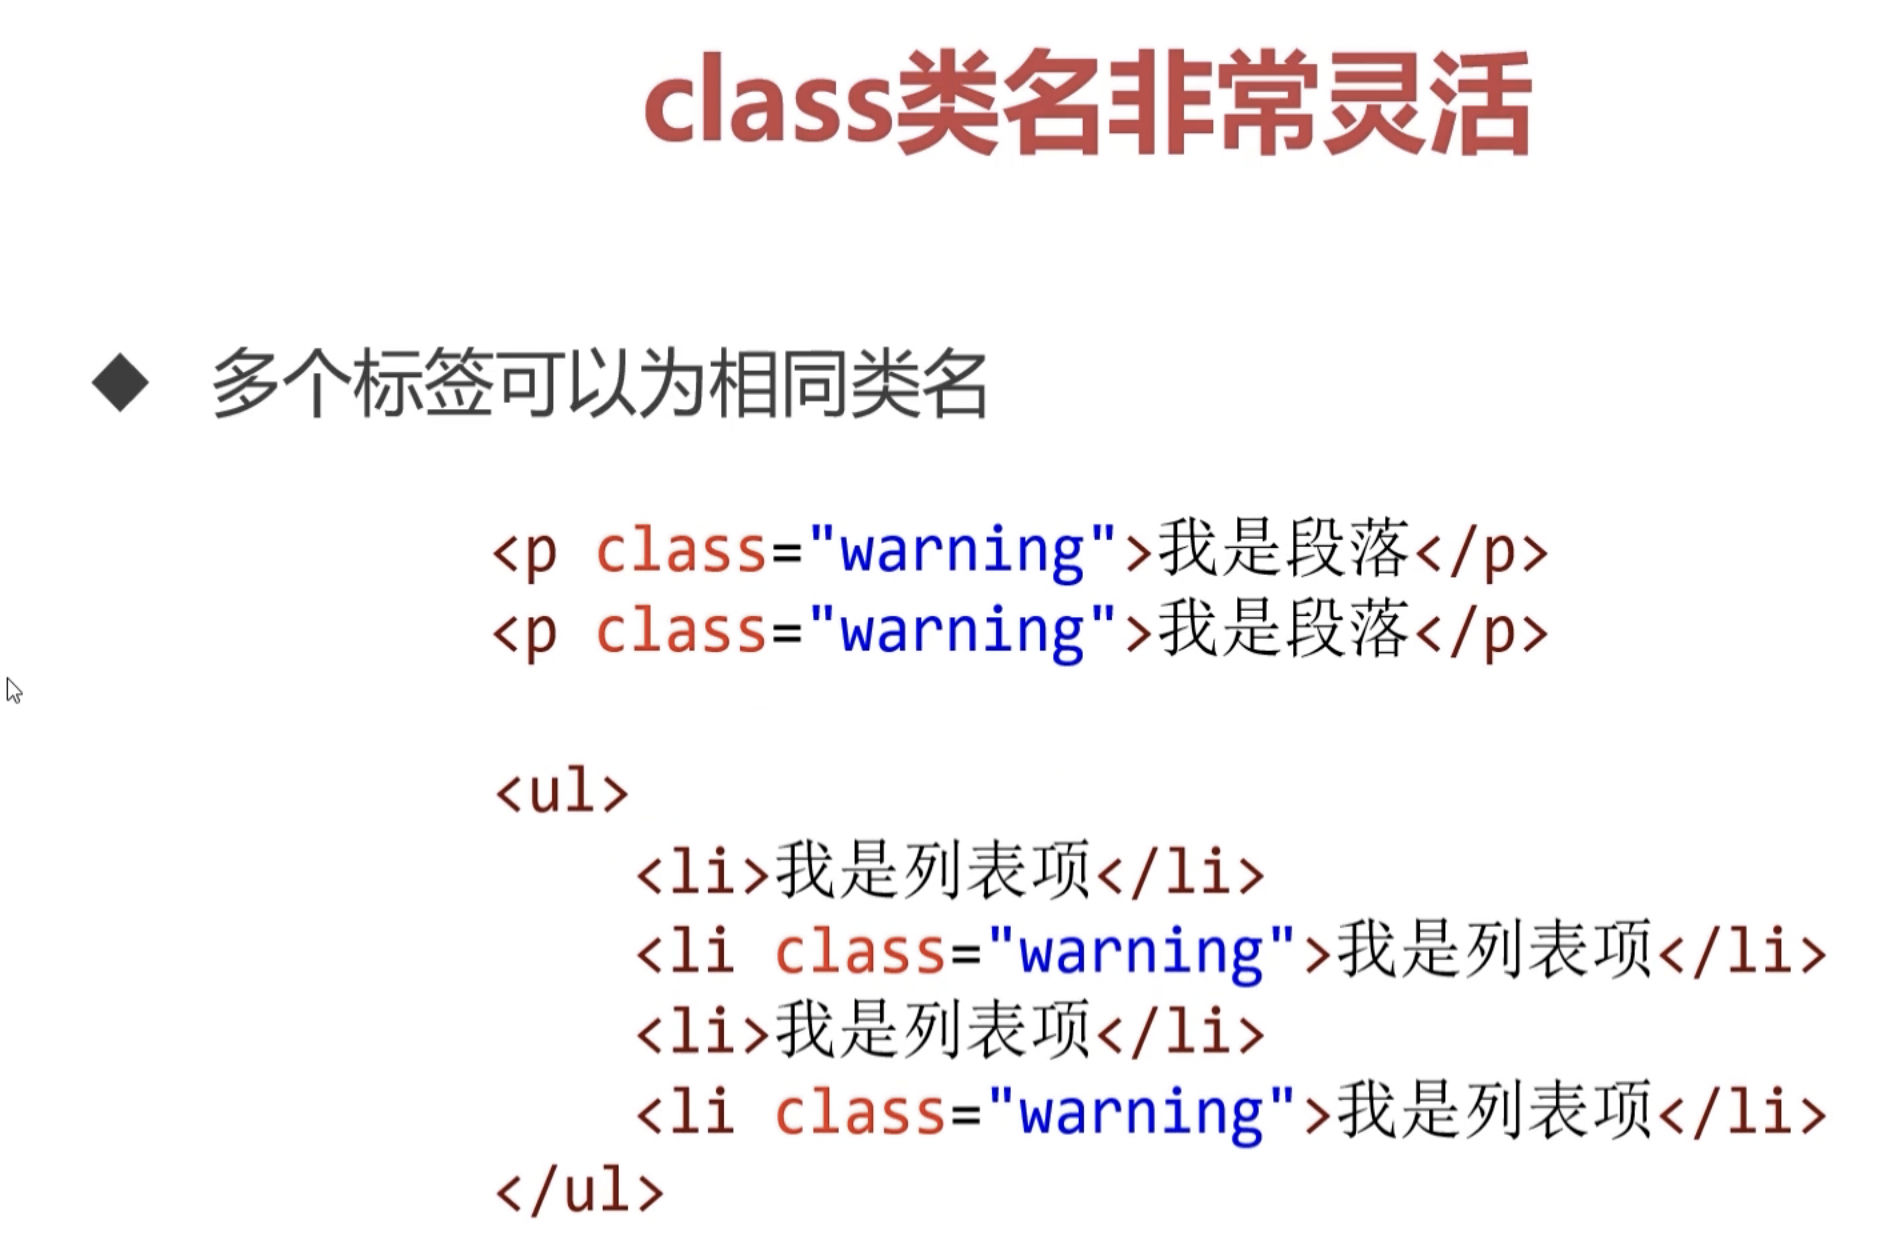 class类名非常灵活
◆ 多个标签可以为相同类名
<p class="warning">我是段落</p>
<p class="warning">我是段落</p>
<ul>
<li>我是列表项</li>
<li class="warning">我是列表项</li>
<li>我是列表项</li>
<li class="warning">我是列表项</li>
</ul>